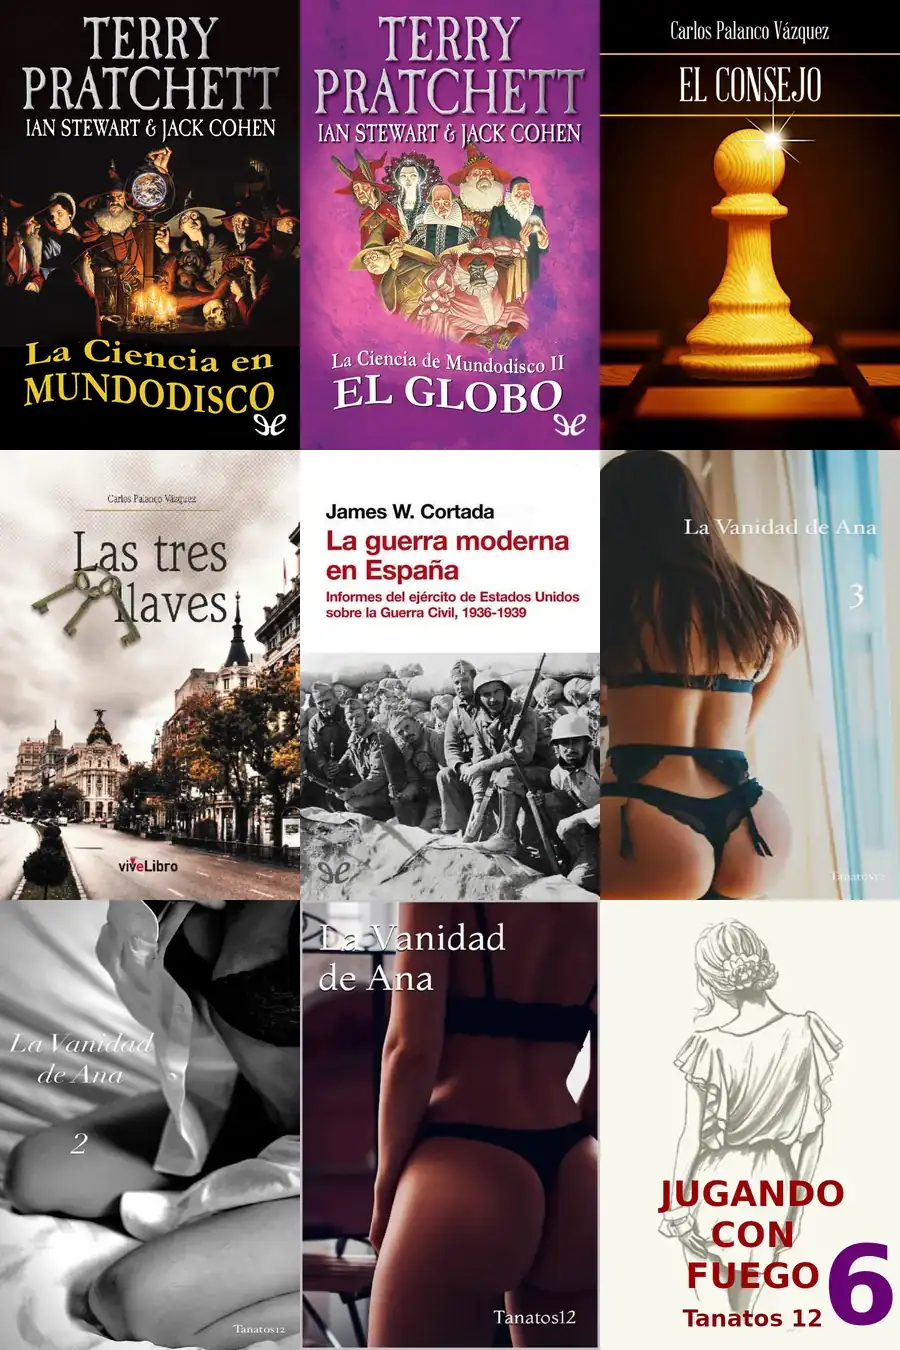 TERRY
PRATCHETT
IAN STEWART & JACK COHEN
La Ciencia en
MUNDODISCO
TERRY
PRATCHETT
IAN STEWART & JACK COHEN
La Ciencia de Mundodisco II
EL GLOBO
Carlos Palanco Vázquez
EL CONSEJO
Carlos Palanco Vázquez
Las tres
llaves
viveLibro
James W. Cortada
La guerra moderna
en España
Informes del ejército de Estados Unidos
sobre la Guerra Civil, 1936-1939
La Vanidad de Ana
3
Tanatos12
La Vanidad
de Ana
2
Tanatos12
La Vanidad
de Ana
Tanatos12
JUGANDO
CON
FUEGO
6
Tanatos 12